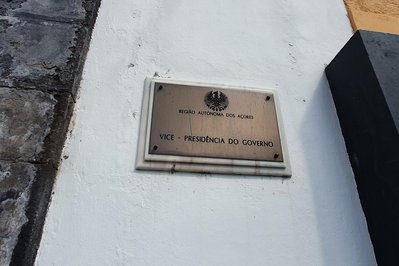 REGIÃO AUTÓNOMA DOS AÇORES
VICE - PRESIDÊNCIA DO GOVERNO